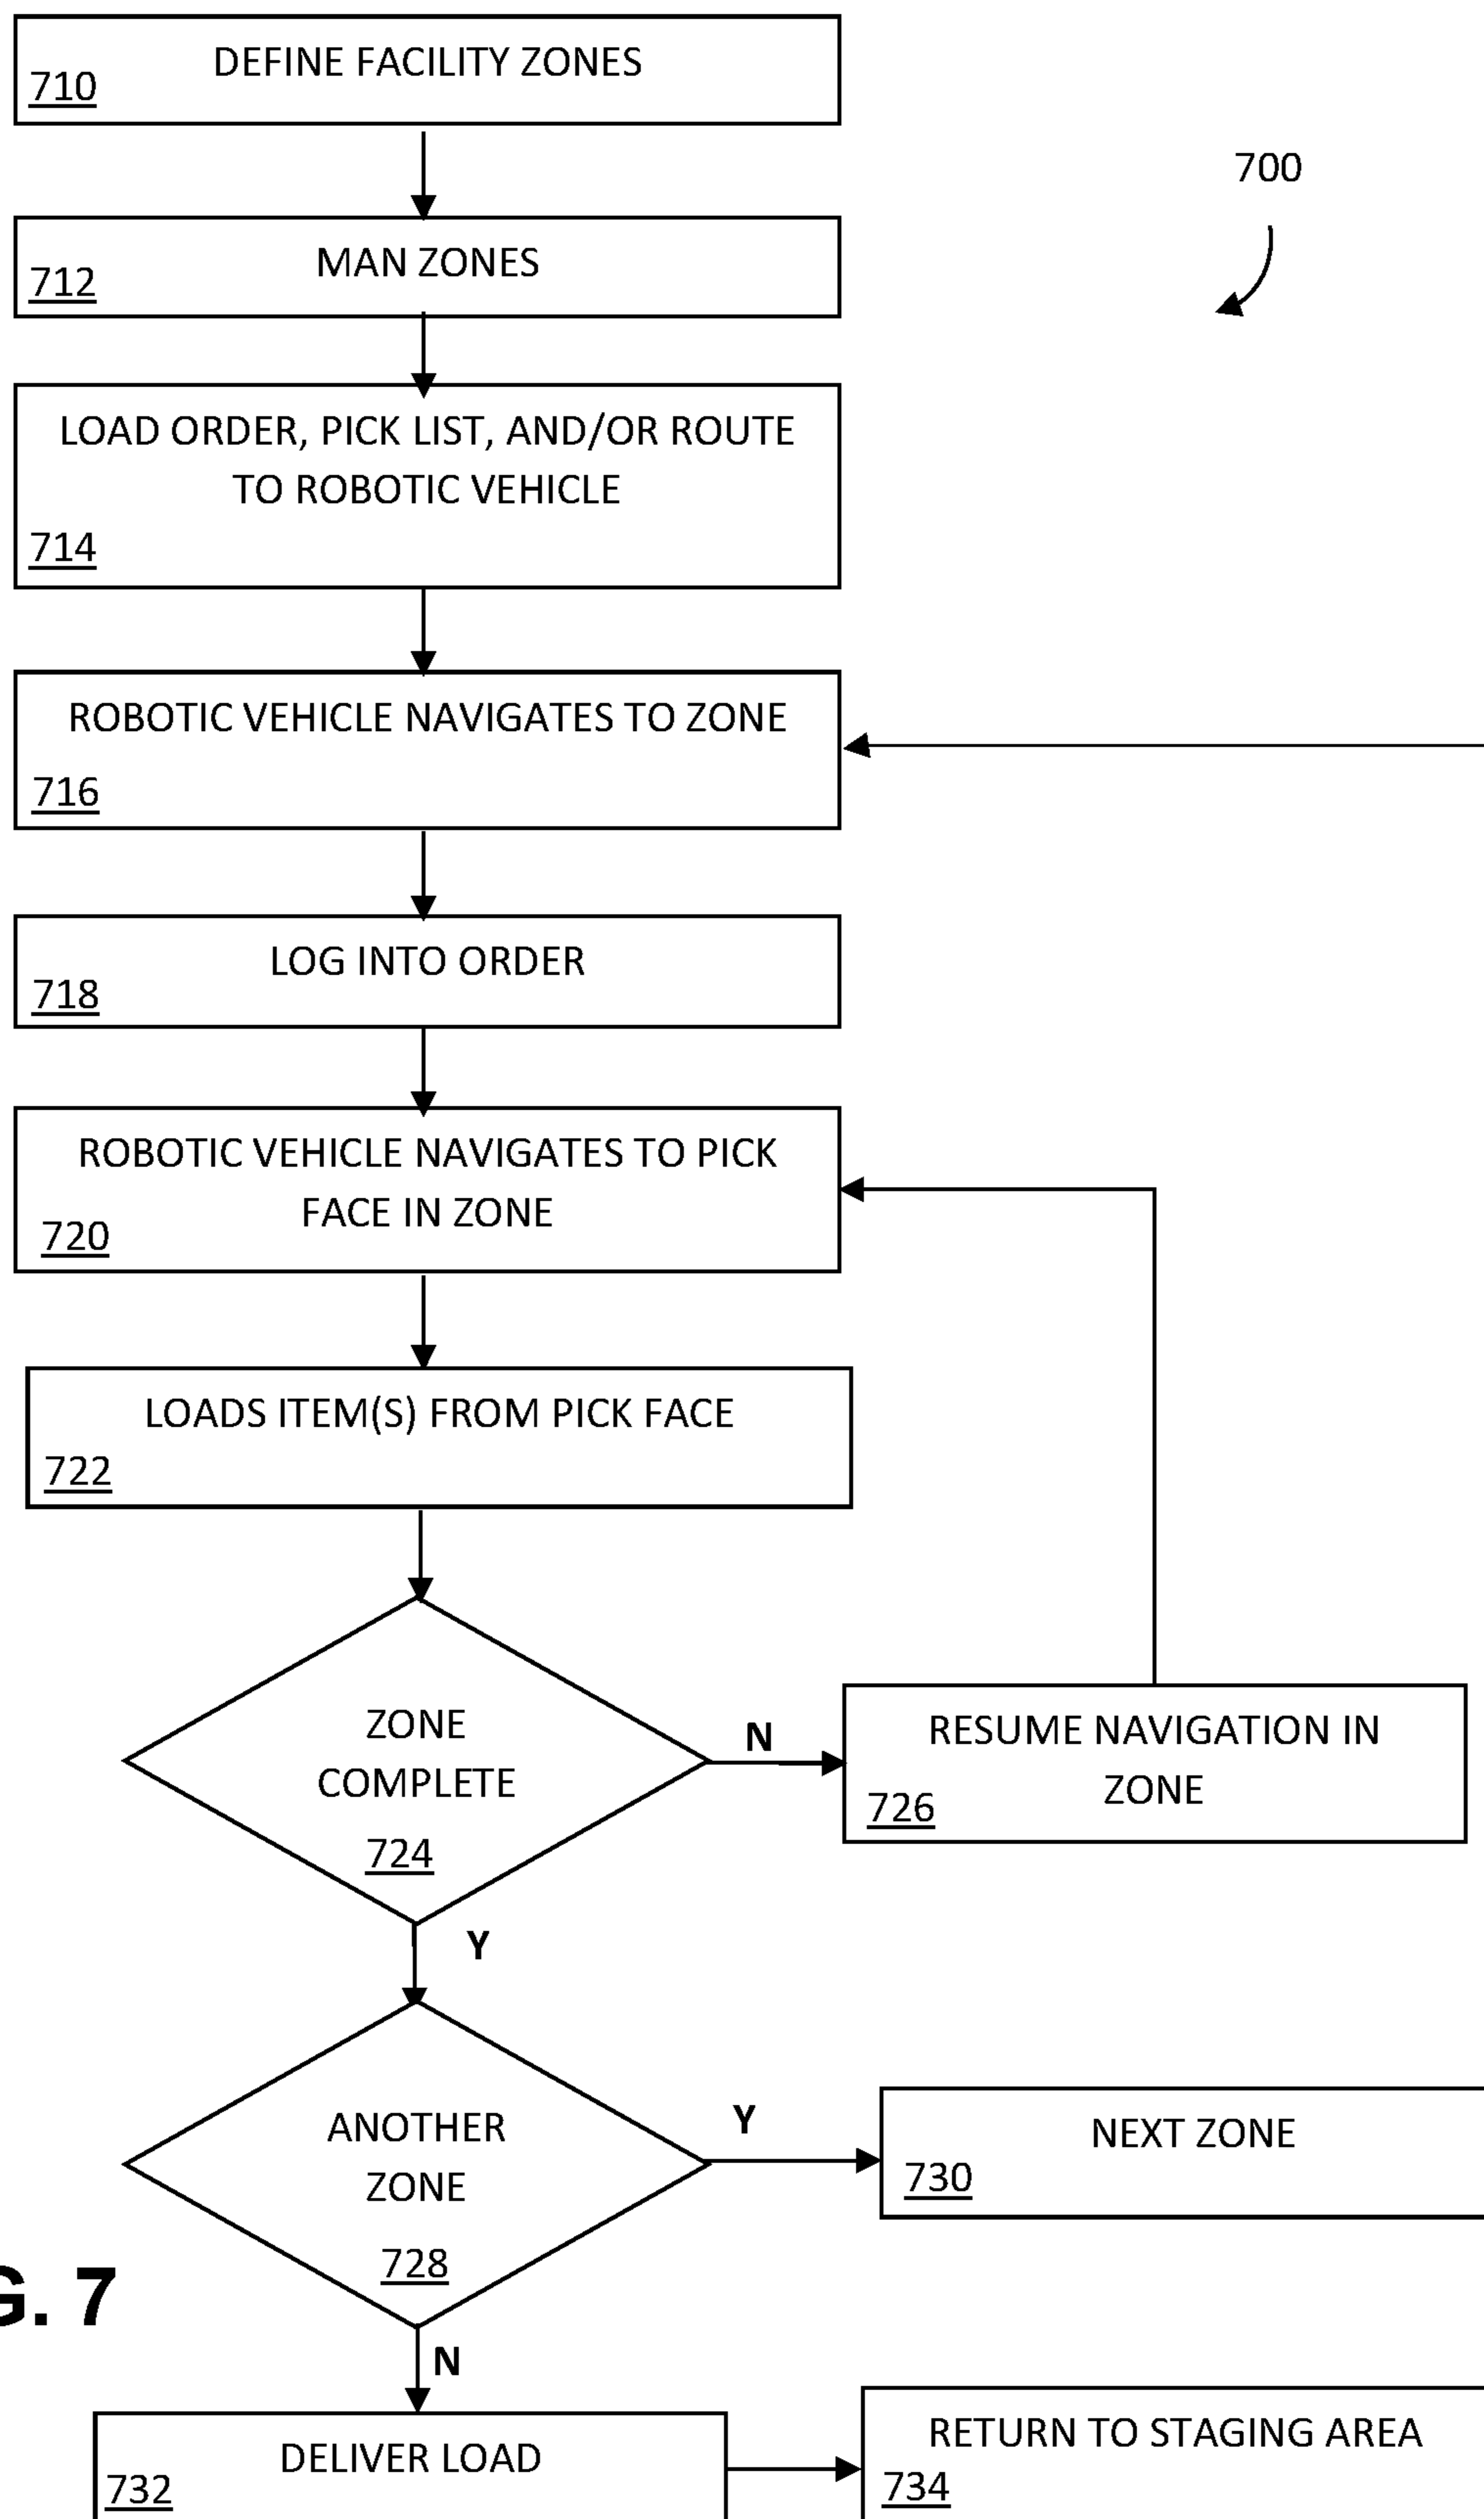 DEFINE FACILITY ZONES
710
700
MAN ZONES
712
LOAD ORDER, PICK LIST, AND/OR ROUTE
TO ROBOTIC VEHICLE
714
ROBOTIC VEHICLE NAVIGATES TO ZONE
716
LOG INTO ORDER
718
ROBOTIC VEHICLE NAVIGATES TO PICK
FACE IN ZONE
720
LOADS ITEM(S) FROM PICK FACE
722
ZONE
COMPLETE
724
N
RESUME NAVIGATION IN
ZONE
726
Y
ANOTHER
ZONE
728
Y
NEXT ZONE
730
G. 7
N
DELIVER LOAD
732
RETURN TO STAGING AREA
734